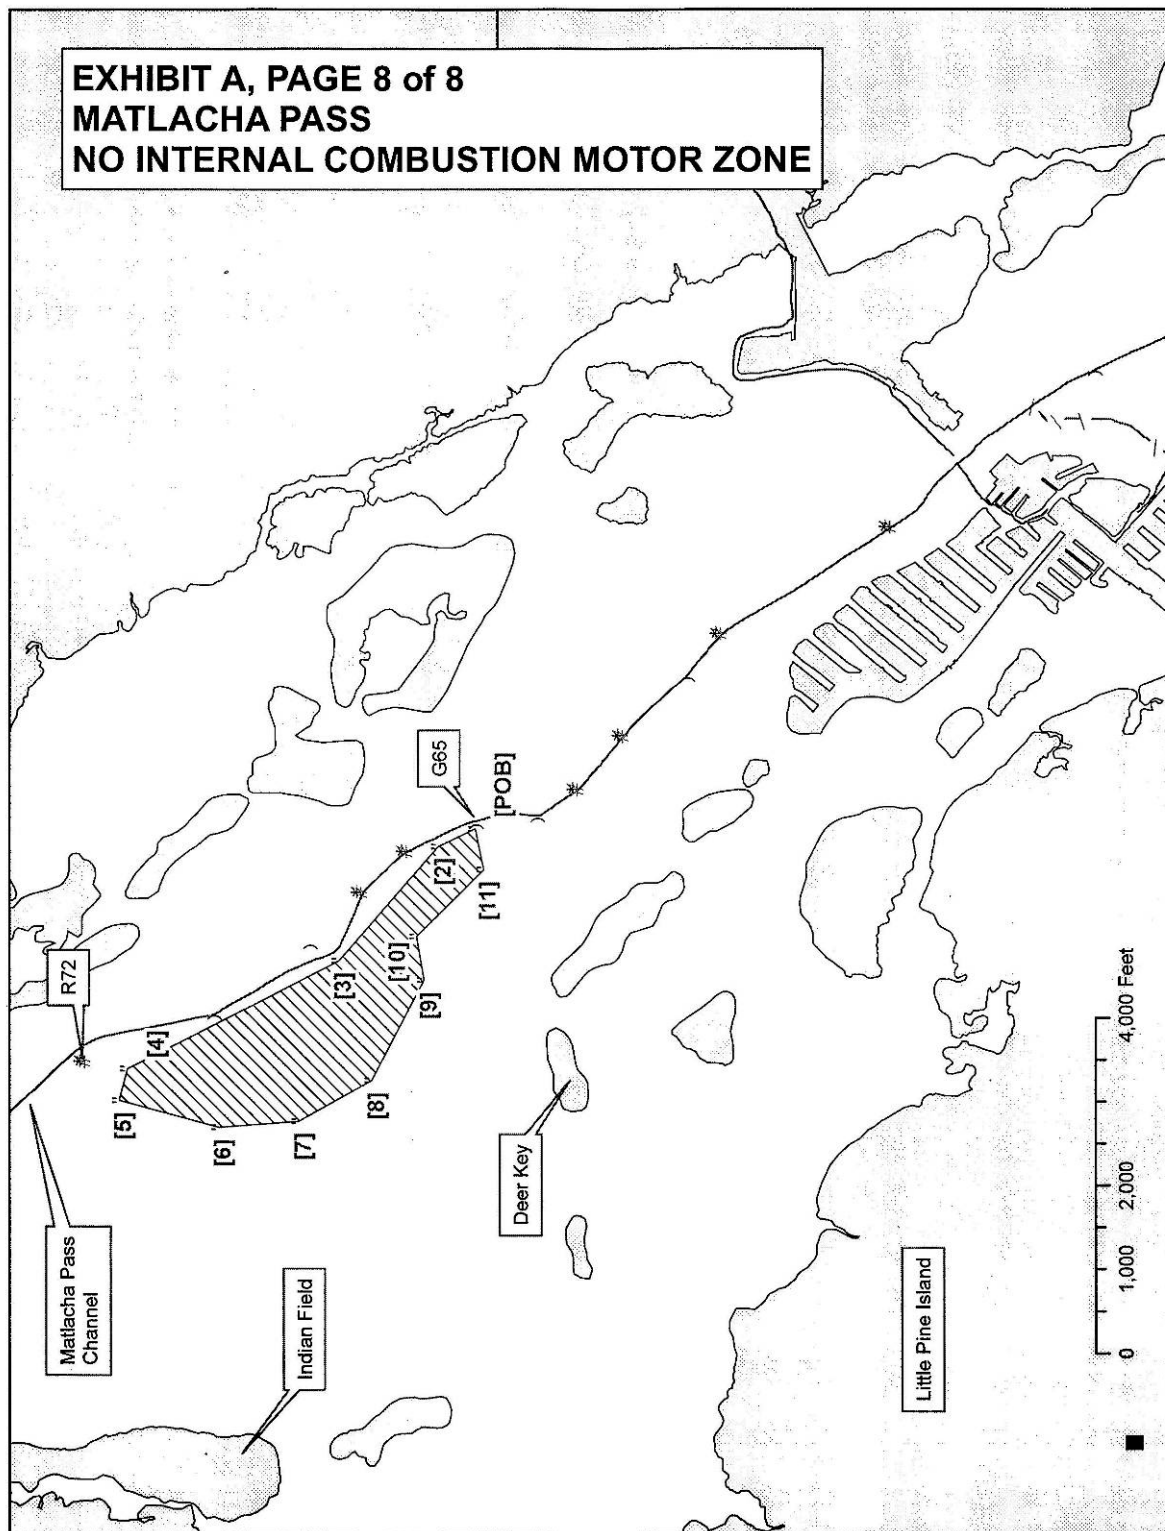 EXHIBIT A, PAGE 8 of 8
MATLACHA PASS
NO INTERNAL COMBUSTION MOTOR ZONE
R72
G65
[POB]
[2]
[3]
[4]
[5]
[6]
[7]
[8]
[9]
[10]
[11]
Matlacha Pass
Channel
Indian Field
Deer Key
Little Pine Island
0 1,000 2,000 4,000 Feet